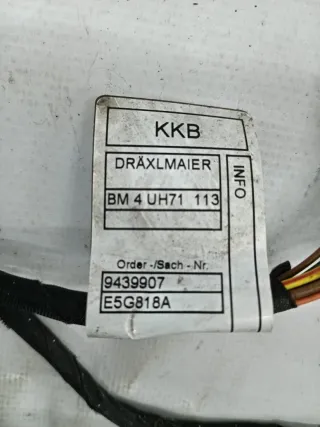 KKB
DRÄXLMAIER
BM 4 UH71 113
Order -/Sach - Nr.
9439907
E5G818A
INFO